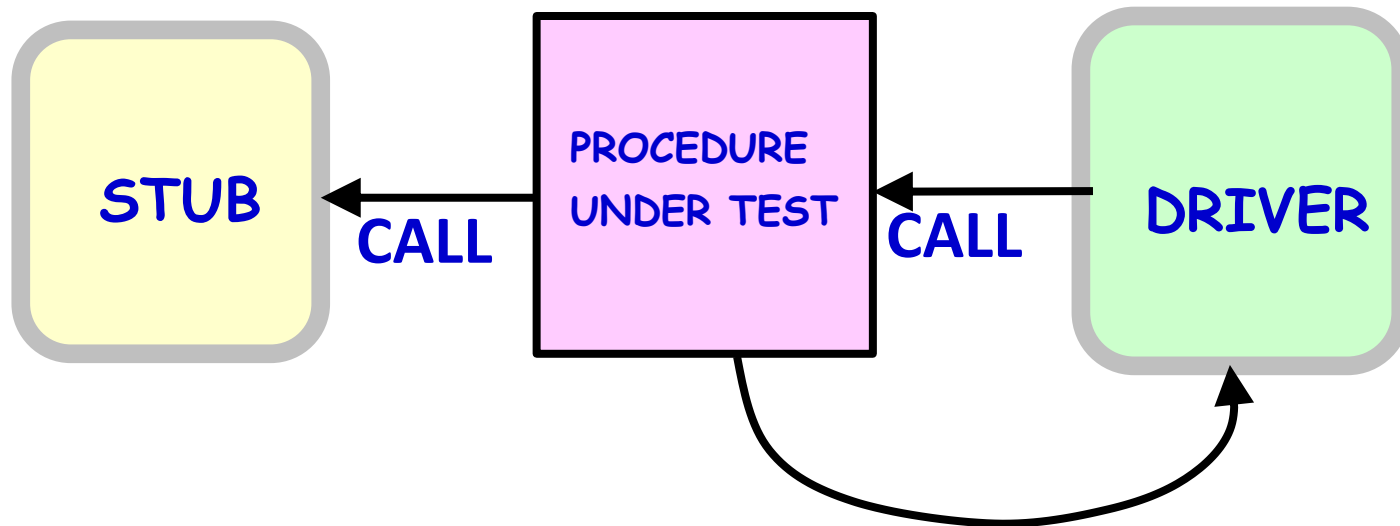 STUB
CALL
PROCEDURE
UNDER TEST
CALL
DRIVER